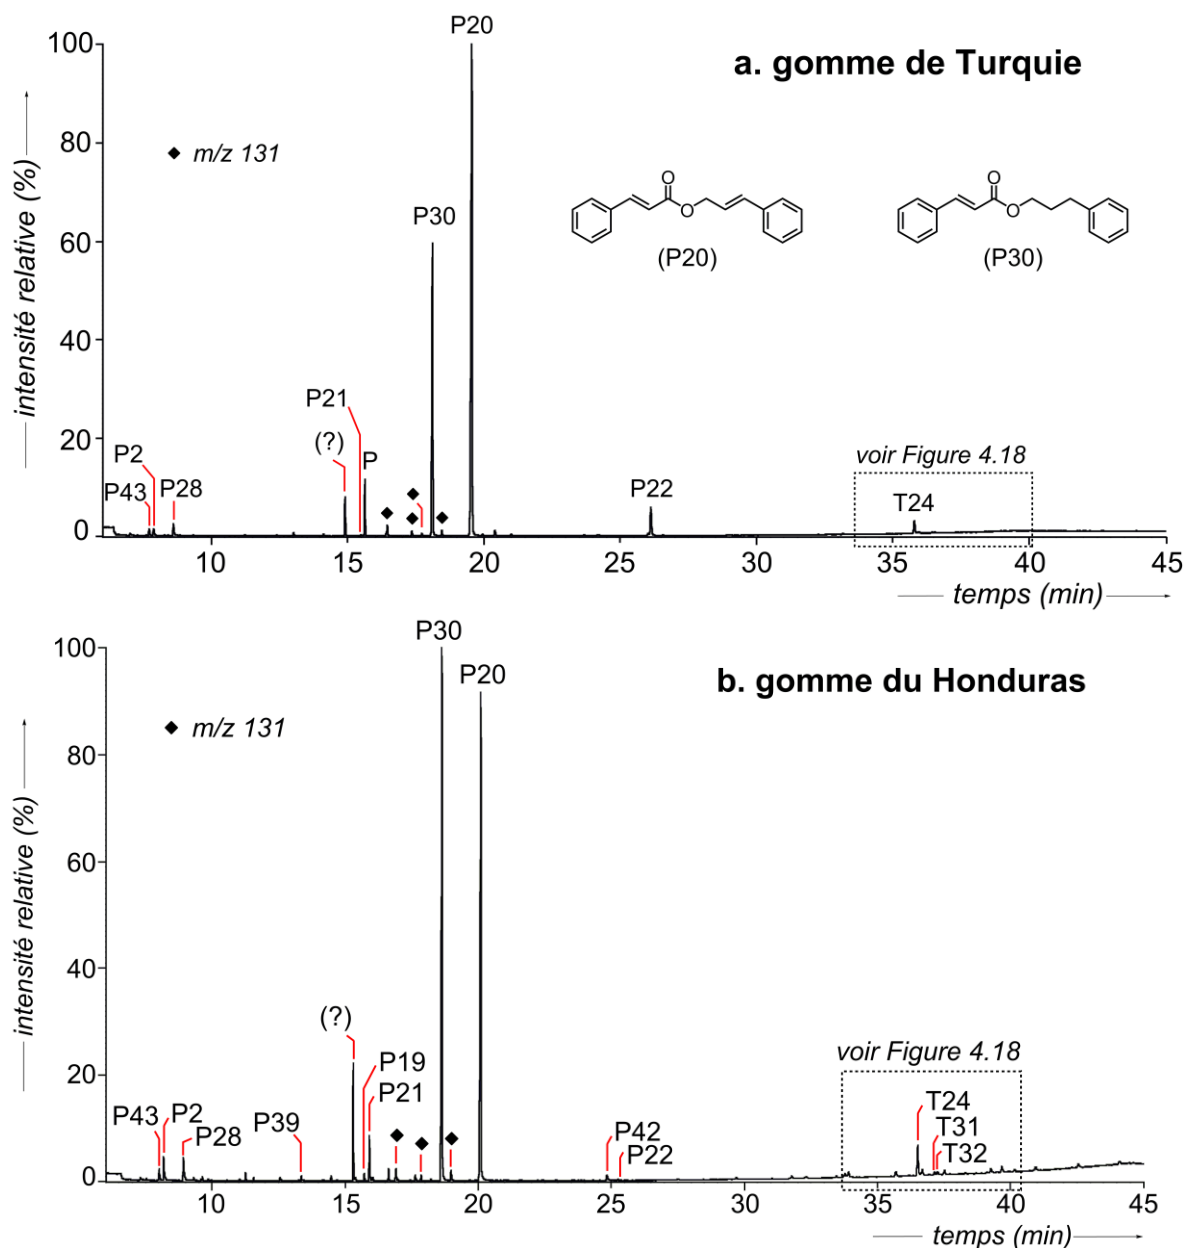 a. gomme de Turquie
intensité relative (%)
100
80
60
40
20
0
◆ m/z 131
P20
P30
O
O
(P20)
O
O
(P30)
P21
(?)
P
P2
P43
P28
P22
voir Figure 4.18
T24
10
15
20
25
30
35
40
45
temps (min)
b. gomme du Honduras
intensité relative (%)
100
80
60
40
20
0
◆ m/z 131
P30
P20
(?)
P19
P21
P43
P2
P28
P39
P42
P22
voir Figure 4.18
T24
T31
T32
10
15
20
25
30
35
40
45
temps (min)